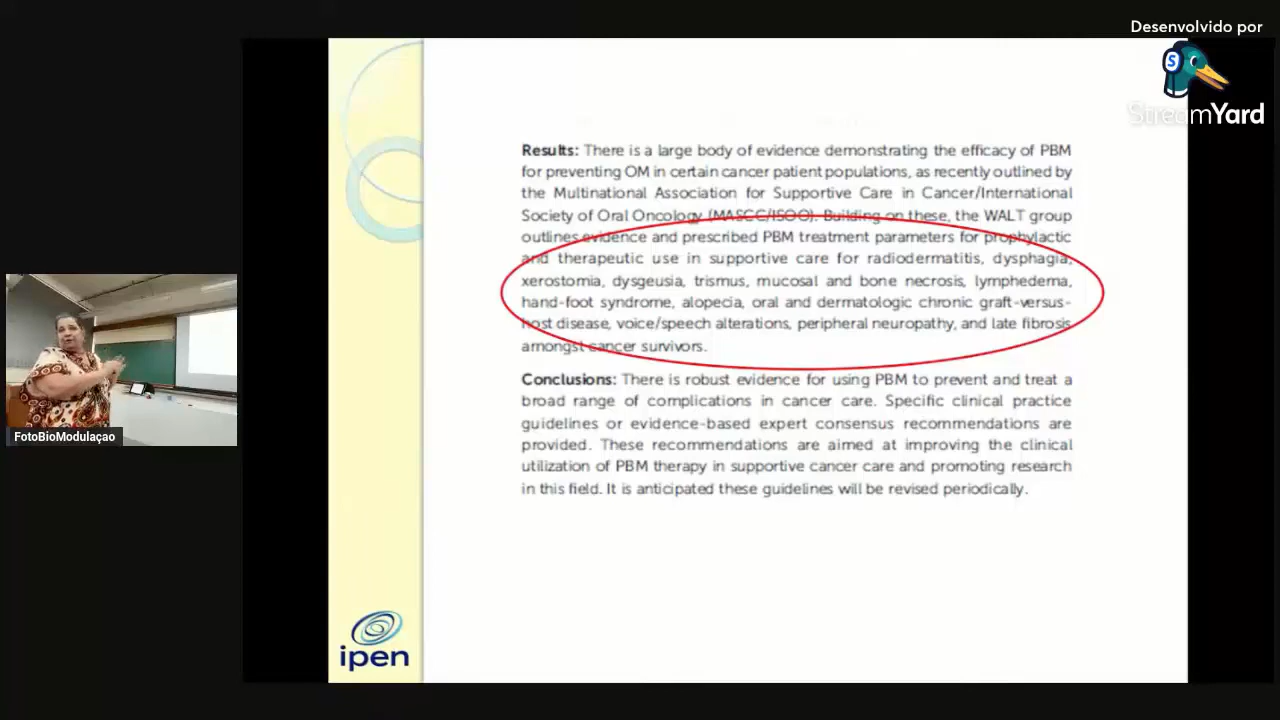 Desenvolvido por
StreamYard
Results: There is a large body of evidence demonstrating the efficacy of PBM
for preventing OM in certain cancer patient populations, as recently outlined by
the Multinational Association for Supportive Care in Cancer/International
Society of Oral Oncology (MASCC/ISOO). Building on these, the WALT group
outlines evidence and prescribed PBM treatment parameters for prophylactic
and therapeutic use in supportive care for radiodermatitis, dysphagia,
xerostomia, dysgeusia, trismus, mucosal and bone necrosis, lymphedema,
hand-foot syndrome, alopecia, oral and dermatologic chronic graft-versus-
host disease, voice/speech alterations, peripheral neuropathy, and late fibrosis
amongst cancer survivors.
Conclusions: There is robust evidence for using PBM to prevent and treat a
broad range of complications in cancer care. Specific clinical practice
guidelines or evidence-based expert consensus recommendations are
provided. These recommendations are aimed at improving the clinical
utilization of PBM therapy in supportive cancer care and promoting research
in this field. It is anticipated these guidelines will be revised periodically.
FotoBioModulaçao
ipen